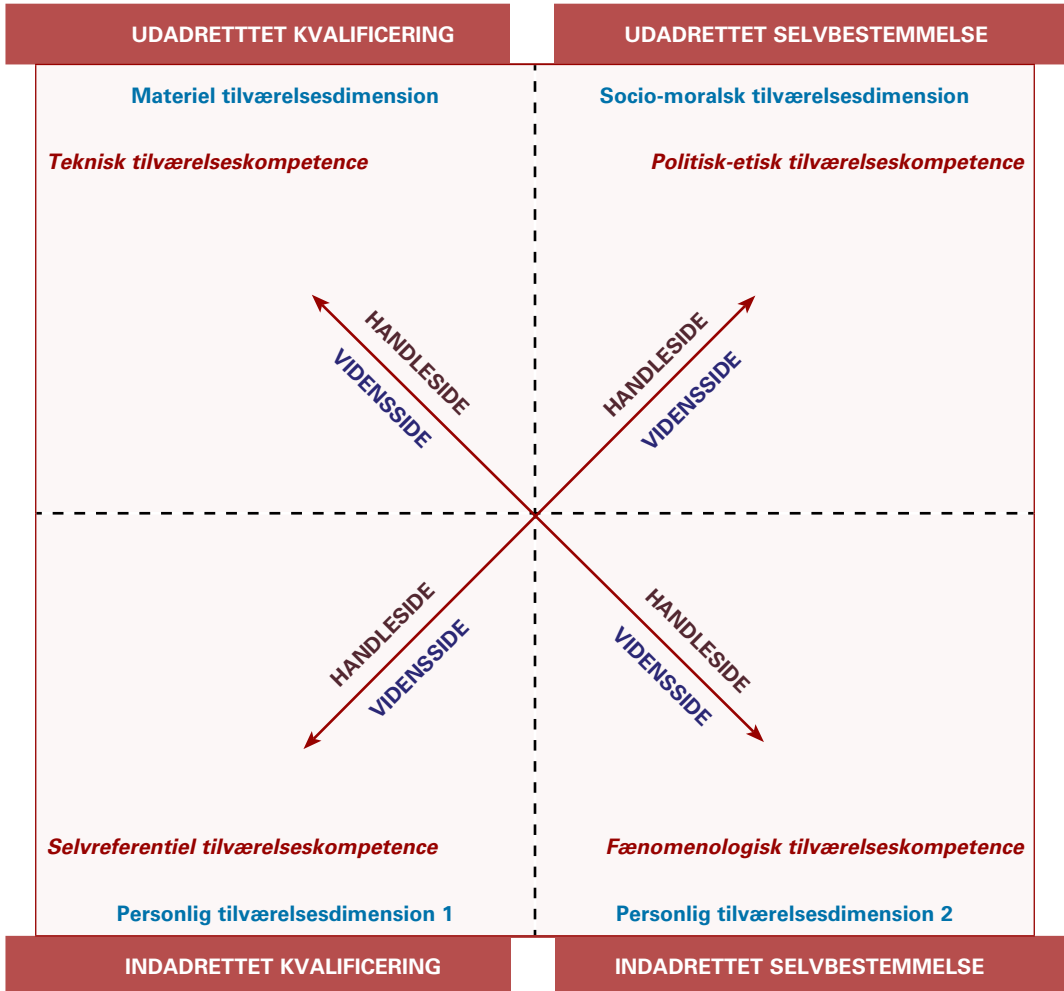 UDADRETTTET KVALIFICERING
UDADRETTET SELVBESTEMMELSE
Materiel tilværelsesdimension
Socio-moralsk tilværelsesdimension
Teknisk tilværelseskompetence
Politisk-etisk tilværelseskompetence
HANDLESIDE
VIDENSSIDE
HANDLESIDE
VIDENSSIDE
HANDLESIDE
VIDENSSIDE
HANDLESIDE
VIDENSSIDE
Selvreferentiel tilværelseskompetence
Fænomenologisk tilværelseskompetence
Personlig tilværelsesdimension 1
Personlig tilværelsesdimension 2
INDADRETTET KVALIFICERING
INDADRETTET SELVBESTEMMELSE